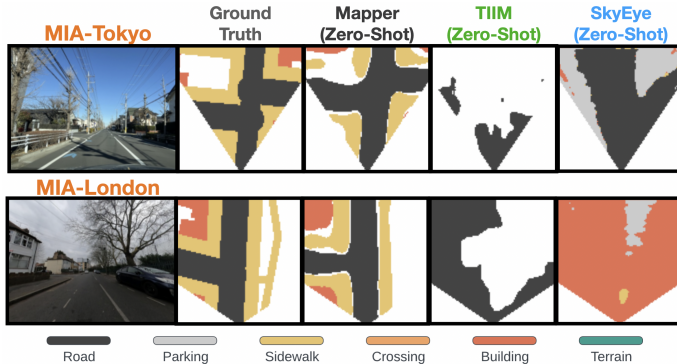 MIA-Tokyo
Ground
Truth
Mapper
(Zero-Shot)
TIIM
(Zero-Shot)
SkyEye
(Zero-Shot)
MIA-London
Road
Parking
Sidewalk
Crossing
Building
Terrain